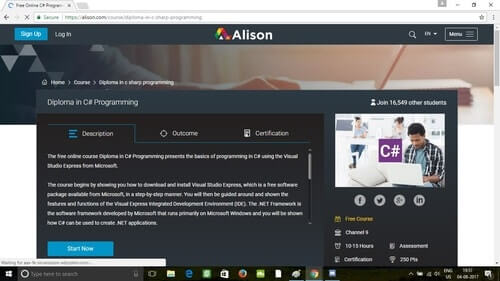 Free Online C# Program
Secure https://alison.com/course/diploma-in-c-sharp-programming
Sign Up Log In Alison EN Menu
Home > Course > Diploma in c sharp programming
Diploma in C# Programming Join 16,549 other students
Description Outcome Certification
The free online course Diploma in C# Programming presents the basics of programming in C# using the Visual
Studio Express from Microsoft.
The course begins by showing you how to download and install Visual Studio Express, which is a free software
package available from Microsoft, in a step-by-step manner. You will then be guided around and shown the
features and functions of the Visual Express Integrated Development Environment (IDE). The .NET Framework is
the software framework developed by Microsoft that runs primarily on Microsoft Windows and you will be shown
how C# can be used to create .NET applications.
Start Now
C#
Free Course
Channel 9
10-15 Hours Assessment
Certification 250 Pts
Type here to search
ENG
US
04-08-2017